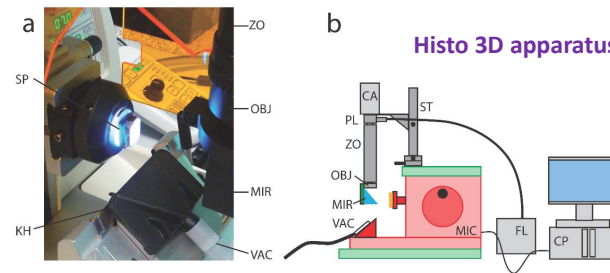 a
ZO
SP
OBJ
MIR
KH
VAC
b
Histo 3D apparatus
CA
ST
PL
ZO
OBJ
MIR
VAC
MIC
FL
CP